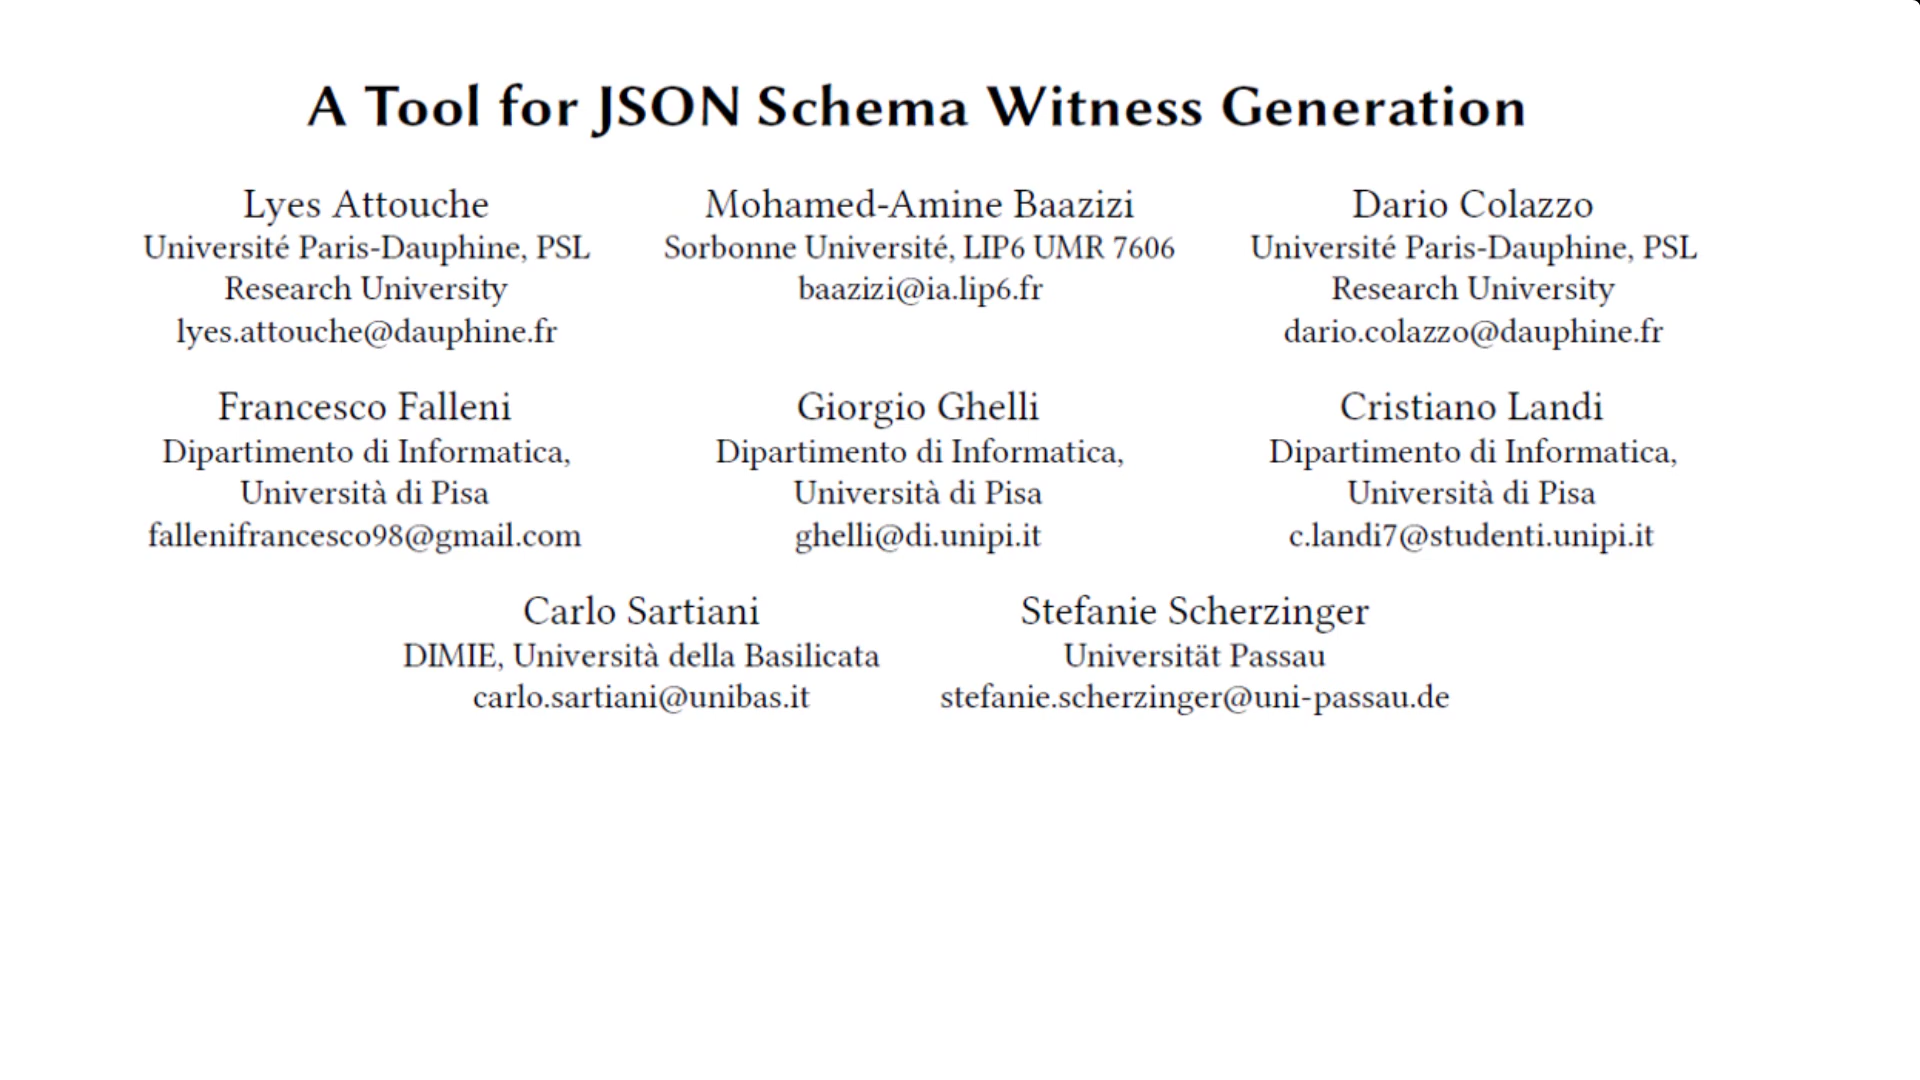 A Tool for JSON Schema Witness Generation
Lyes Attouche
Université Paris-Dauphine, PSL
Research University
lyes.attouche@dauphine.fr
Mohamed-Amine Baazizi
Sorbonne Université, LIP6 UMR 7606
baazizi@ia.lip6.fr
Dario Colazzo
Université Paris-Dauphine, PSL
Research University
dario.colazzo@dauphine.fr
Francesco Falleni
Dipartimento di Informatica,
Università di Pisa
fallenifrancesco98@gmail.com
Giorgio Ghelli
Dipartimento di Informatica,
Università di Pisa
ghelli@di.unipi.it
Cristiano Landi
Dipartimento di Informatica,
Università di Pisa
c.landi7@studenti.unipi.it
Carlo Sartiani
DIMIE, Università della Basilicata
carlo.sartiani@unibas.it
Stefanie Scherzinger
Universität Passau
stefanie.scherzinger@uni-passau.de